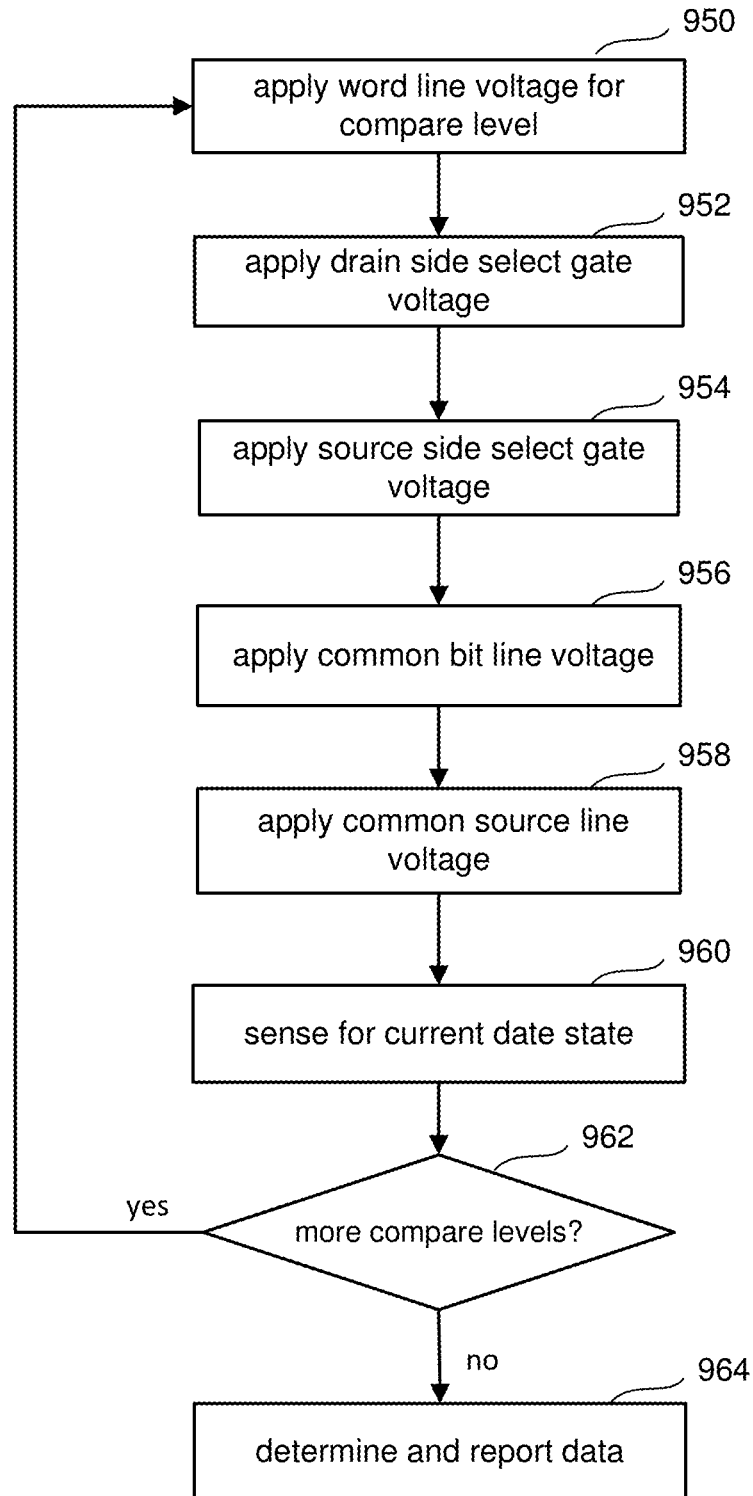 950
apply word line voltage for
compare level
952
apply drain side select gate
voltage
954
apply source side select gate
voltage
956
apply common bit line voltage
958
apply common source line
voltage
960
sense for current date state
962
yes
more compare levels?
no
964
determine and report data